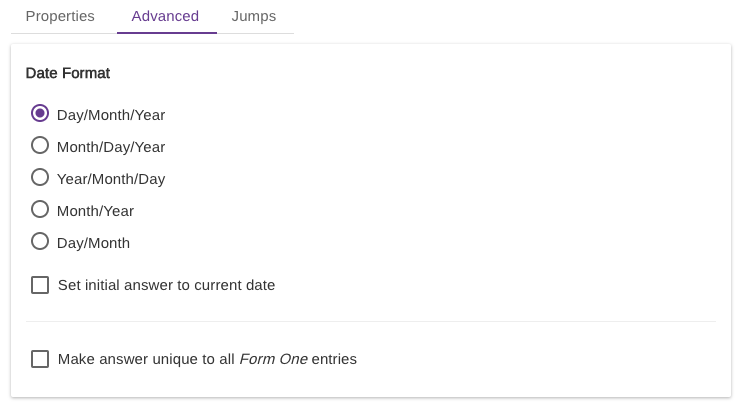 Properties Advanced Jumps
Date Format
Day/Month/Year
Month/Day/Year
Year/Month/Day
Month/Year
Day/Month
Set initial answer to current date
Make answer unique to all Form One entries